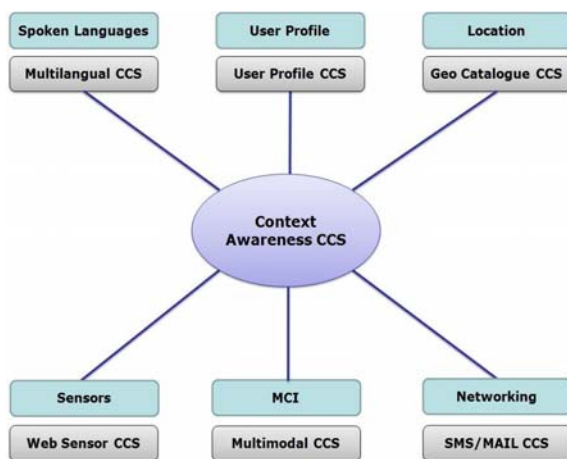 Spoken Languages
User Profile
Location
Multilangual CCS
User Profile CCS
Geo Catalogue CCS
Context
Awareness CCS
Sensors
MCI
Networking
Web Sensor CCS
Multimodal CCS
SMS/MAIL CCS